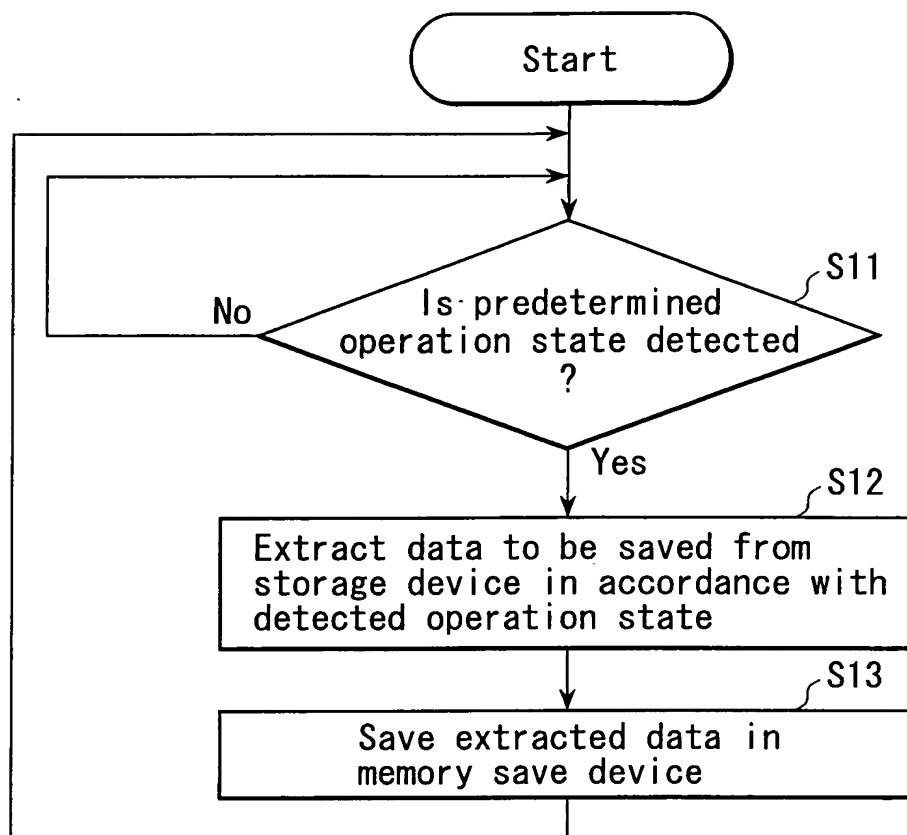 Start
S11
Is predetermined
operation state detected
?
No
Yes
S12
Extract data to be saved from
storage device in accordance with
detected operation state
S13
Save extracted data in
memory save device